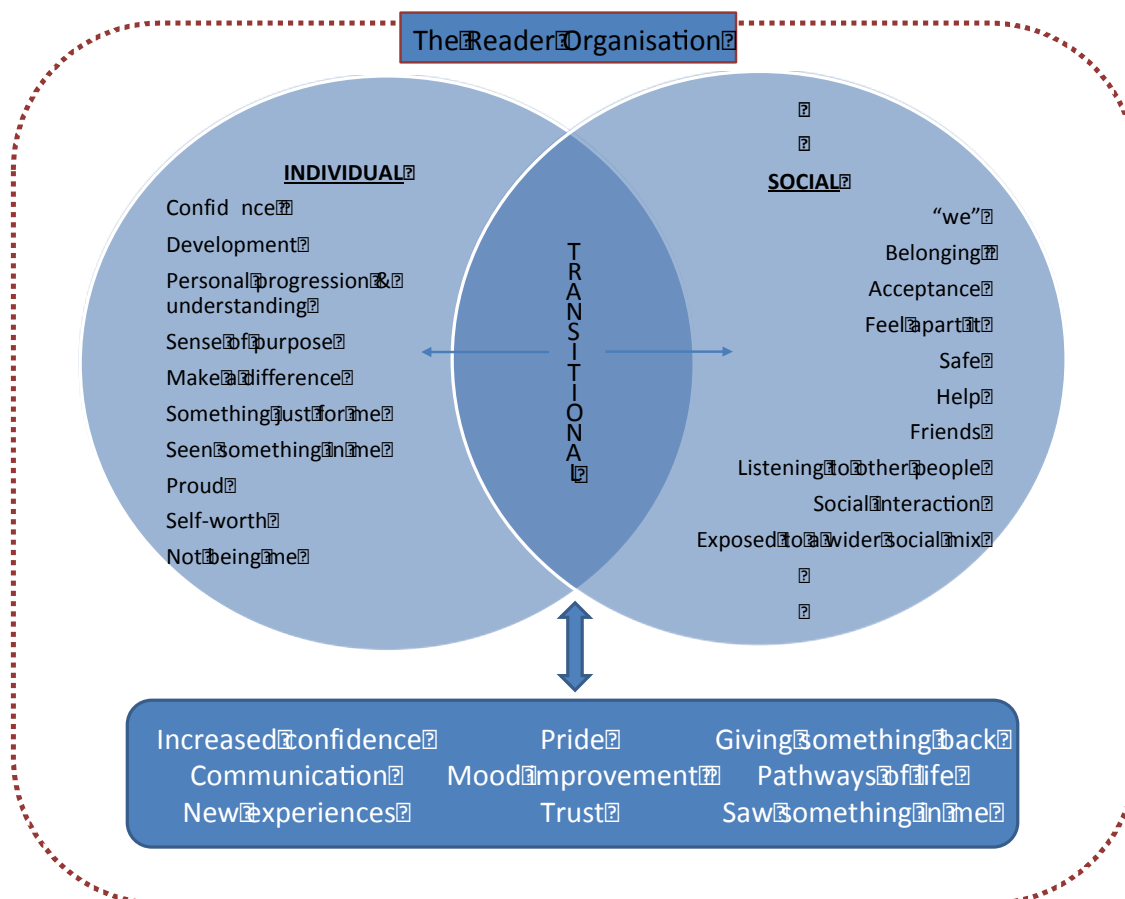 The Reader Organisation
INDIVIDUAL
Confid nce
Development
Personal progression &
understanding
Sense of purpose
Make a difference
Something just for me
Seen something in me
Proud
Self-worth
Not being me
TRANSITIONAL
SOCIAL
“we”
Belonging
Acceptance
Feel apart it
Safe
Help
Friends
Listening to other people
Social interaction
Exposed to a wider social mix
Increased confidence Pride Giving something back
Communication Mood improvement Pathways of life
New experiences Trust Saw something in me